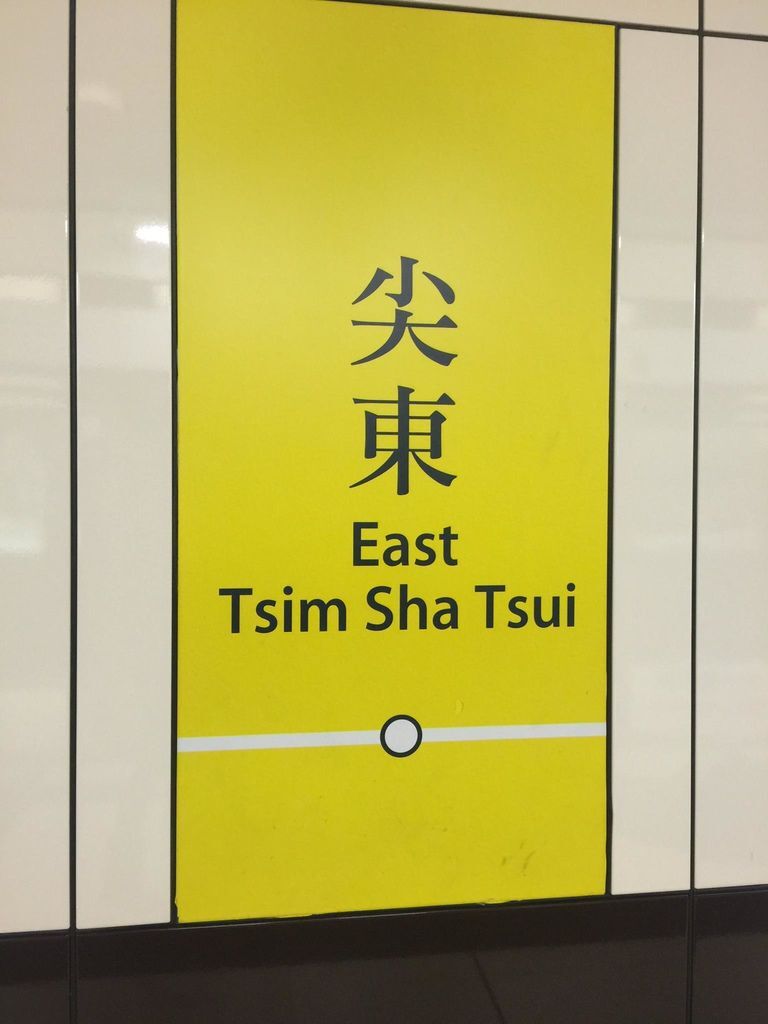 尖
東
East
Tsim Sha Tsui